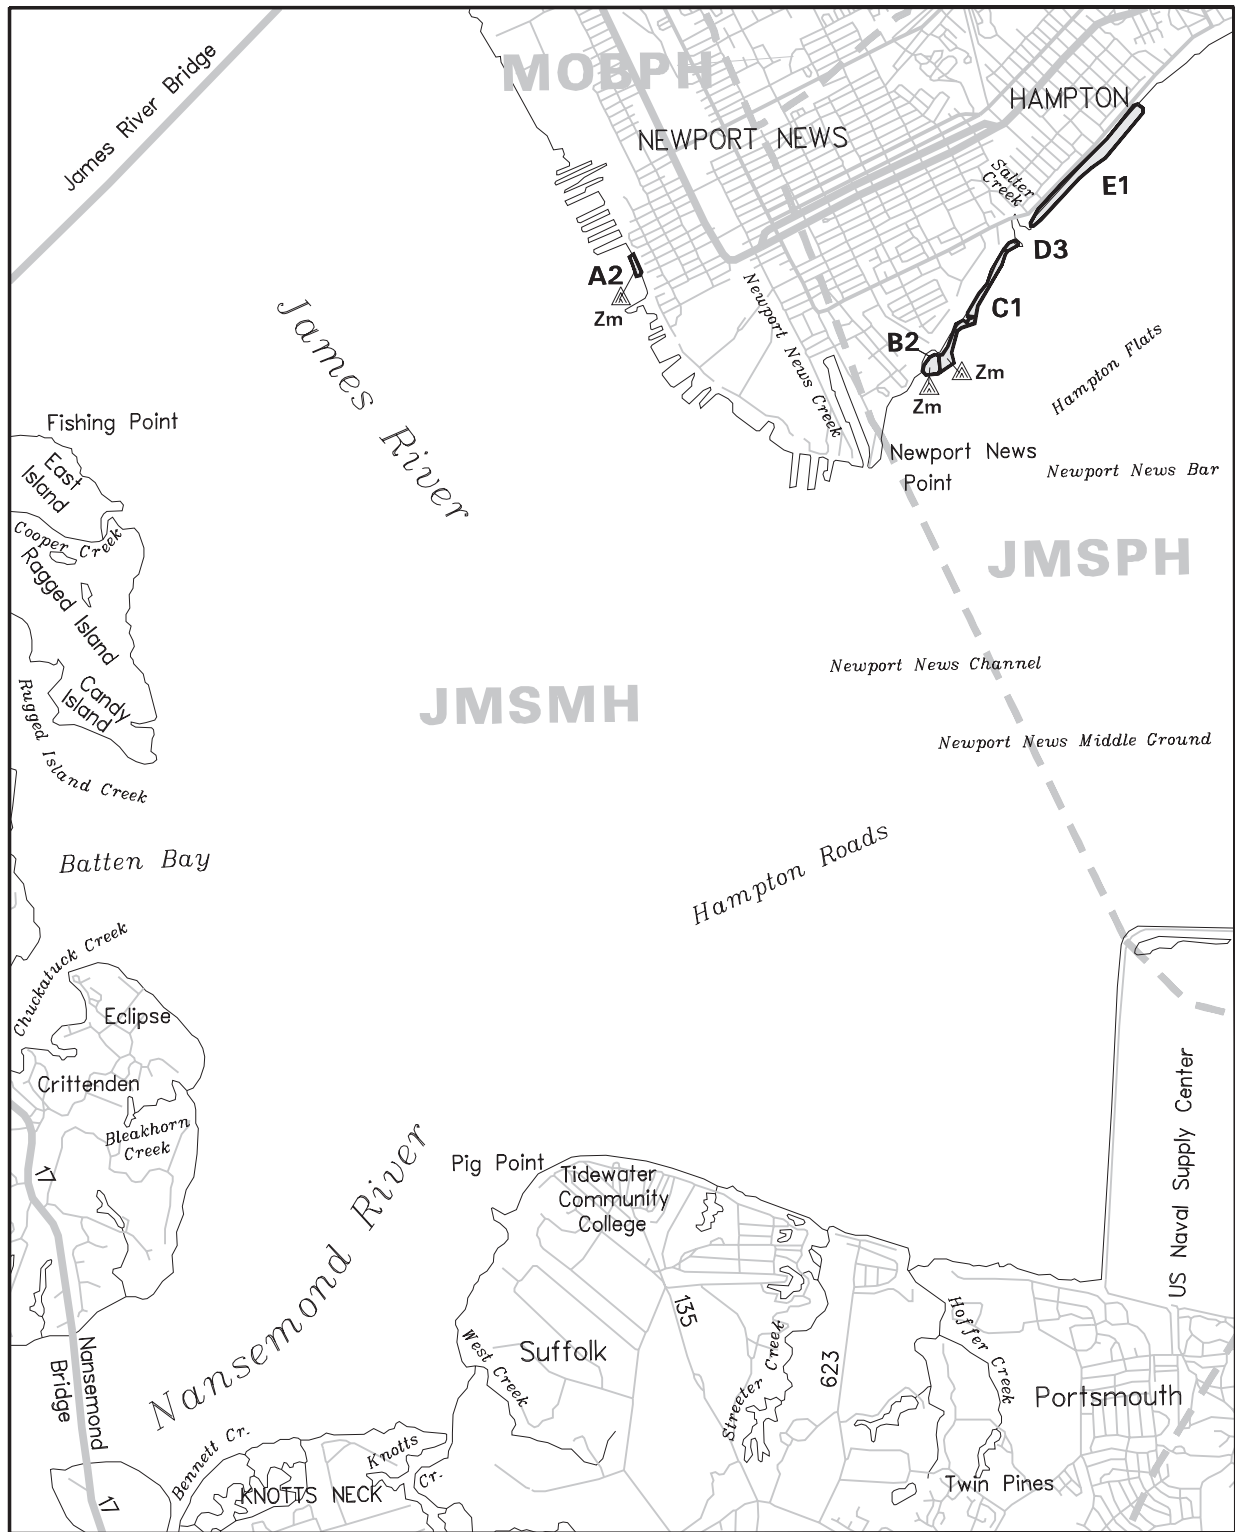 James River Bridge
MOBPH
HAMPTON
NEWPORT NEWS
Salter
Creek
E1
D3
A2
Zm
C1
B2
Zm
Zm
Newport News Creek
Hampton Flats
James River
Fishing Point
East
Island
Newport News
Point
Newport News Bar
Cooper Creek
Ragged Island
JMSPH
Newport News Channel
Candy
Island
Rugged Island Creek
JMSMH
Newport News Middle Ground
Batten Bay
Hampton Roads
Chuckatuck Creek
Eclipse
Crittenden
Bleakhorn
Creek
17
US Naval Supply Center
Nansemond River
Pig Point
Tidewater
Community
College
135
Hoffer Creek
West Creek
Suffolk
Streeter Creek
623
Nansemond
Bridge
Portsmouth
Bennett Cr.
Knotts
Cr.
KNOTTS NECK
17
Twin Pines